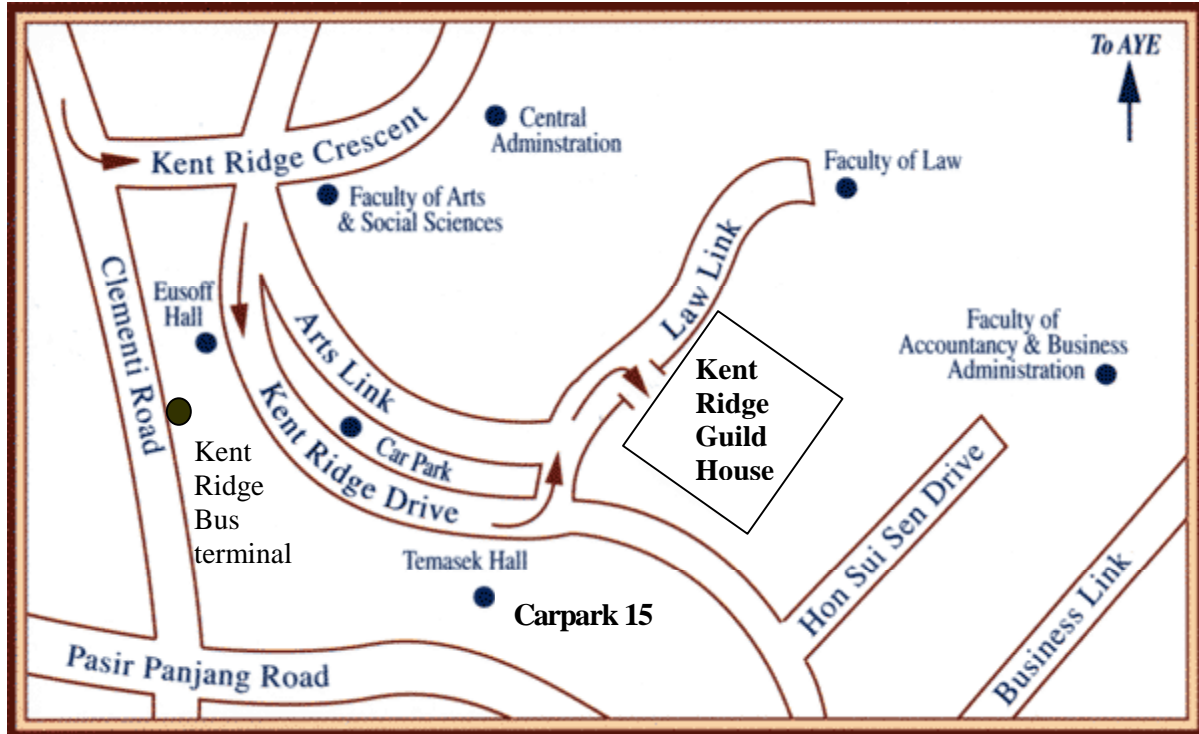 To AYE
Central
Adminstration
Kent Ridge Crescent
Faculty of Law
Faculty of Arts
& Social Sciences
Clementi Road
Eusoff
Hall
Law Link
Arts Link
Faculty of
Accountancy & Business
Administration
Kent
Ridge
Guild
House
Kent Ridge Drive
Car Park
Kent
Ridge
Bus
terminal
Hon Sui Sen Drive
Temasek Hall
Carpark 15
Business Link
Pasir Panjang Road